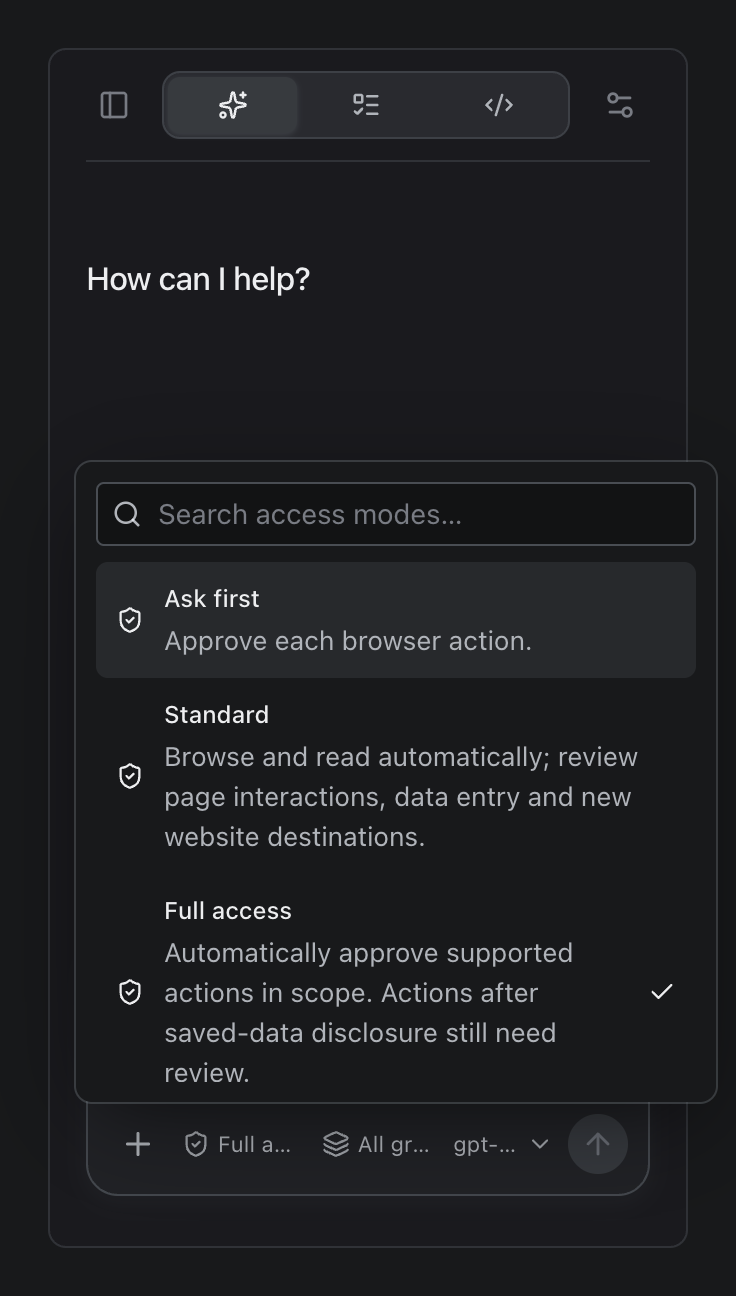 How can I help?
Search access modes...
Ask first
Approve each browser action.
Standard
Browse and read automatically; review
page interactions, data entry and new
website destinations.
Full access
Automatically approve supported
actions in scope. Actions after
saved-data disclosure still need
review.
Full a... All gr... gpt-...